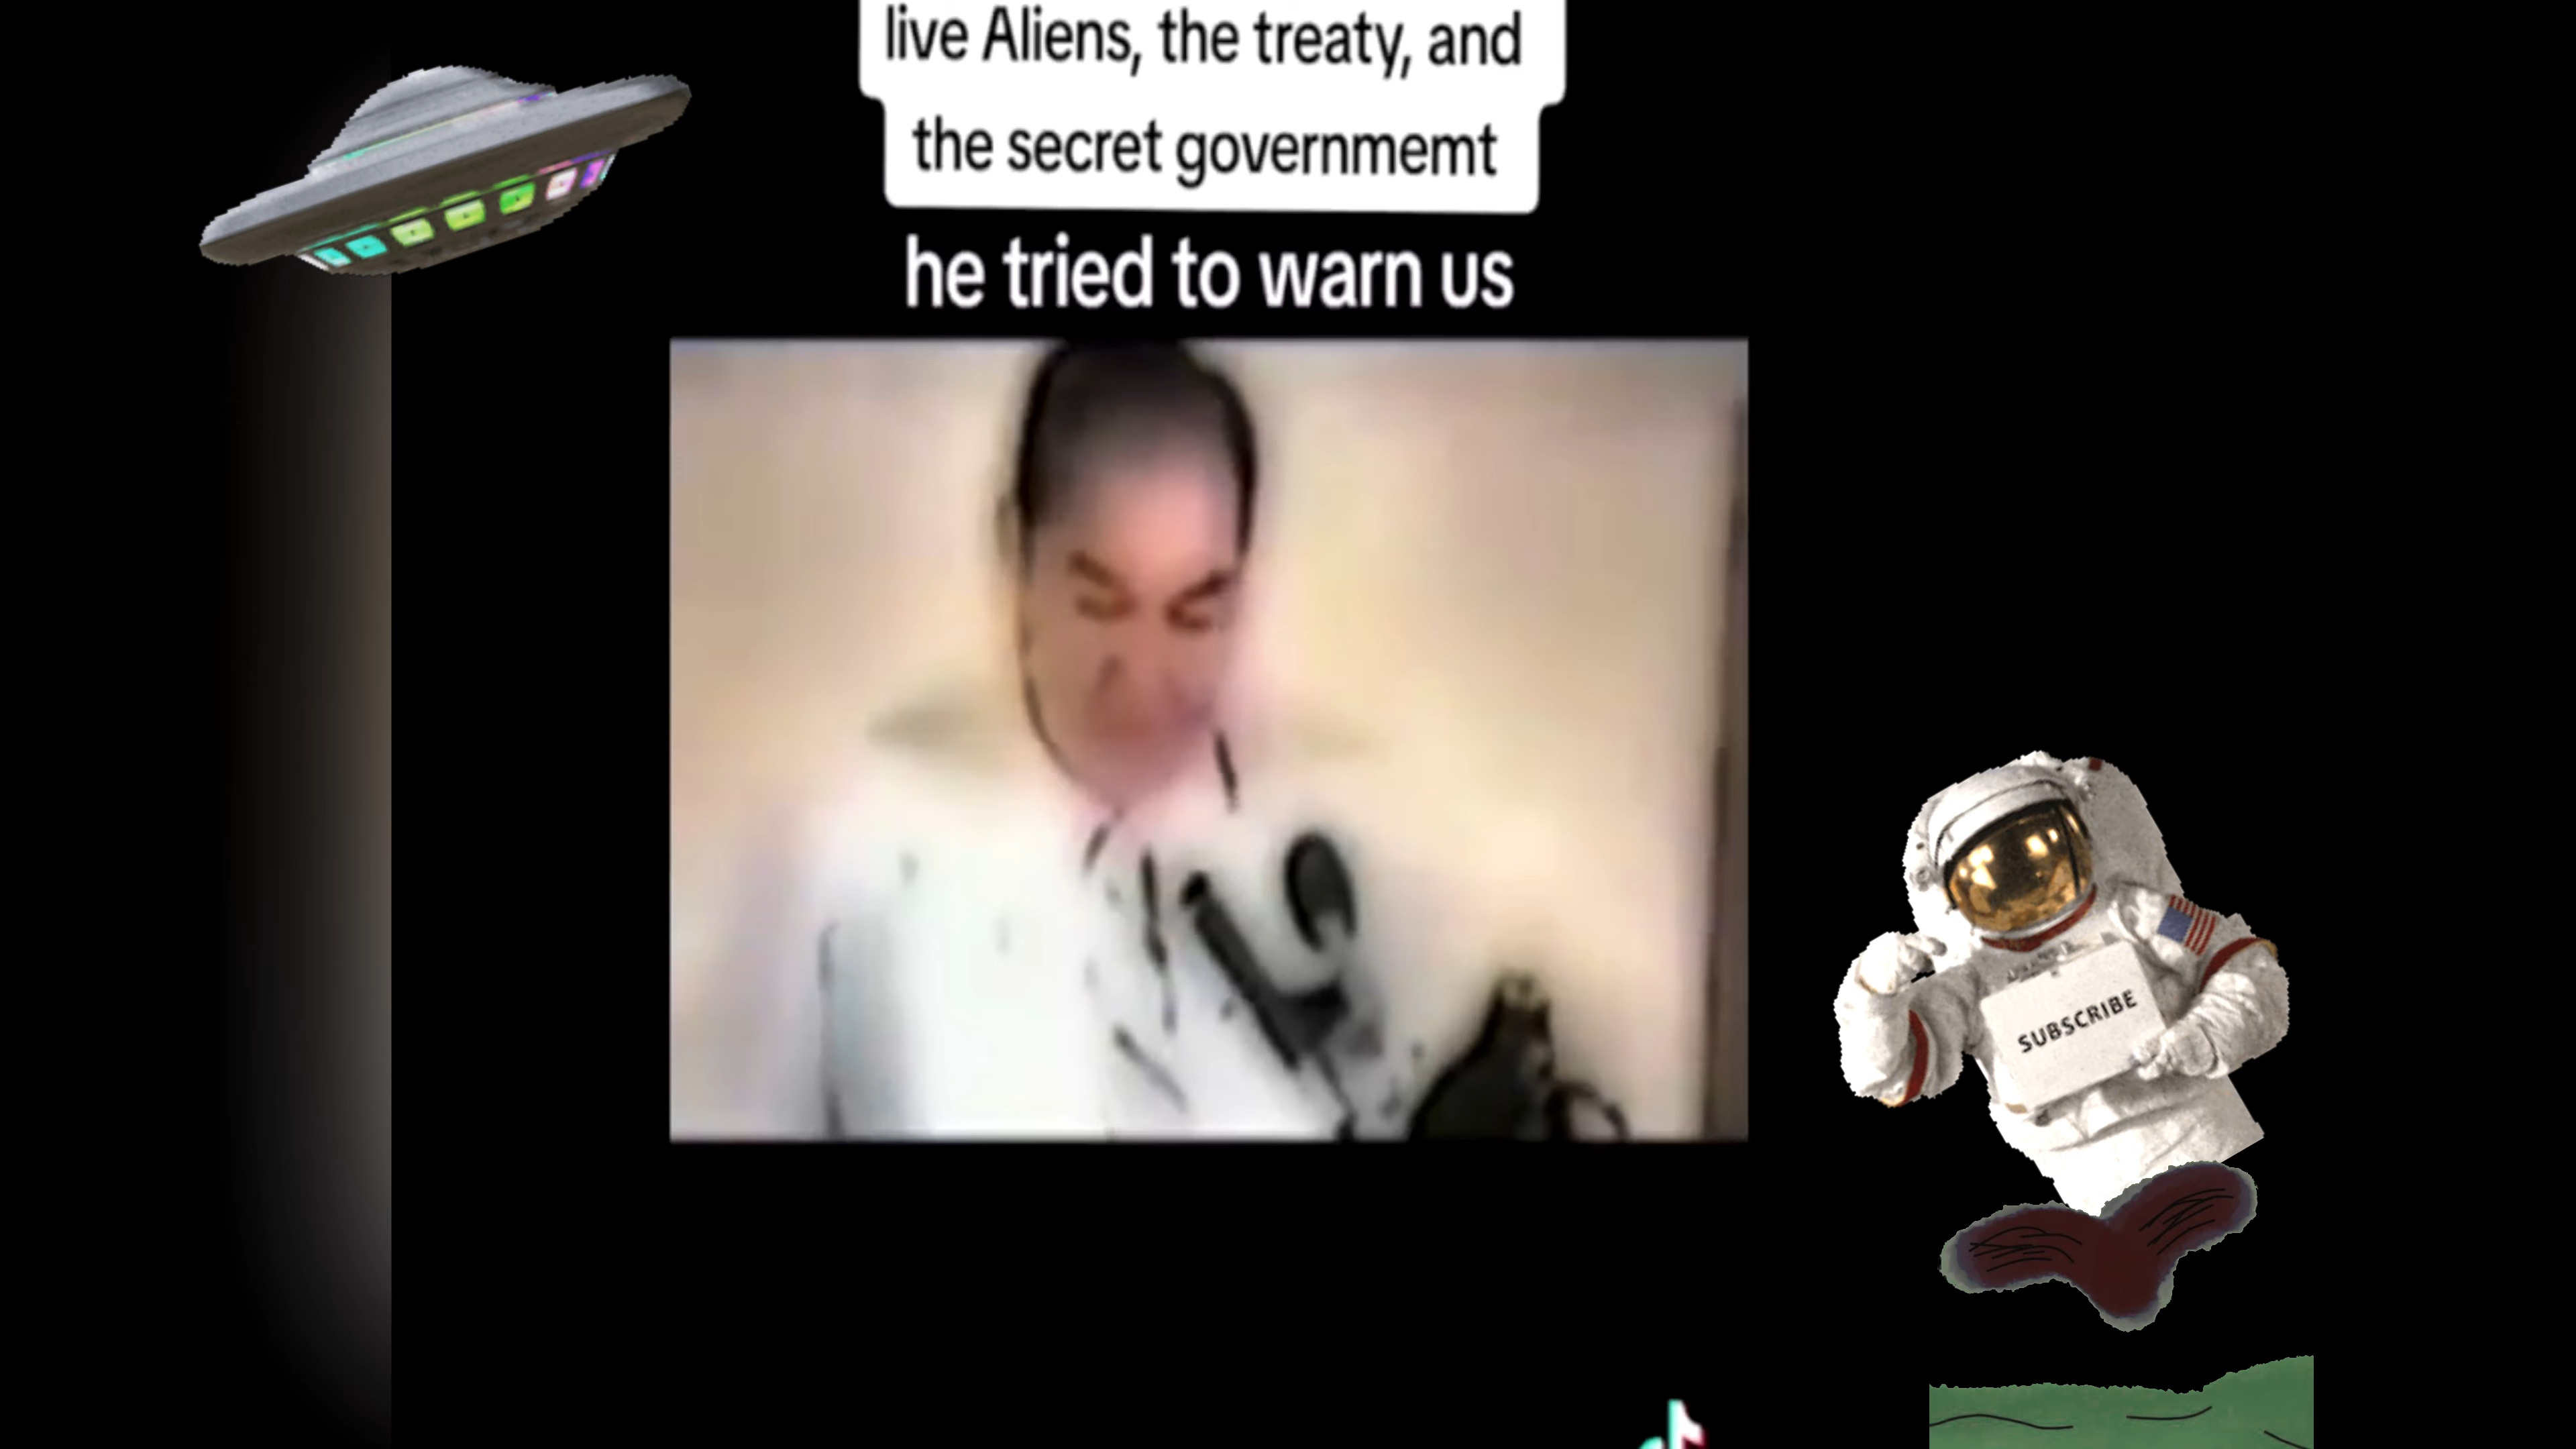 live Aliens, the treaty, and
the secret governmemt
he tried to warn us
SUBSCRIBE